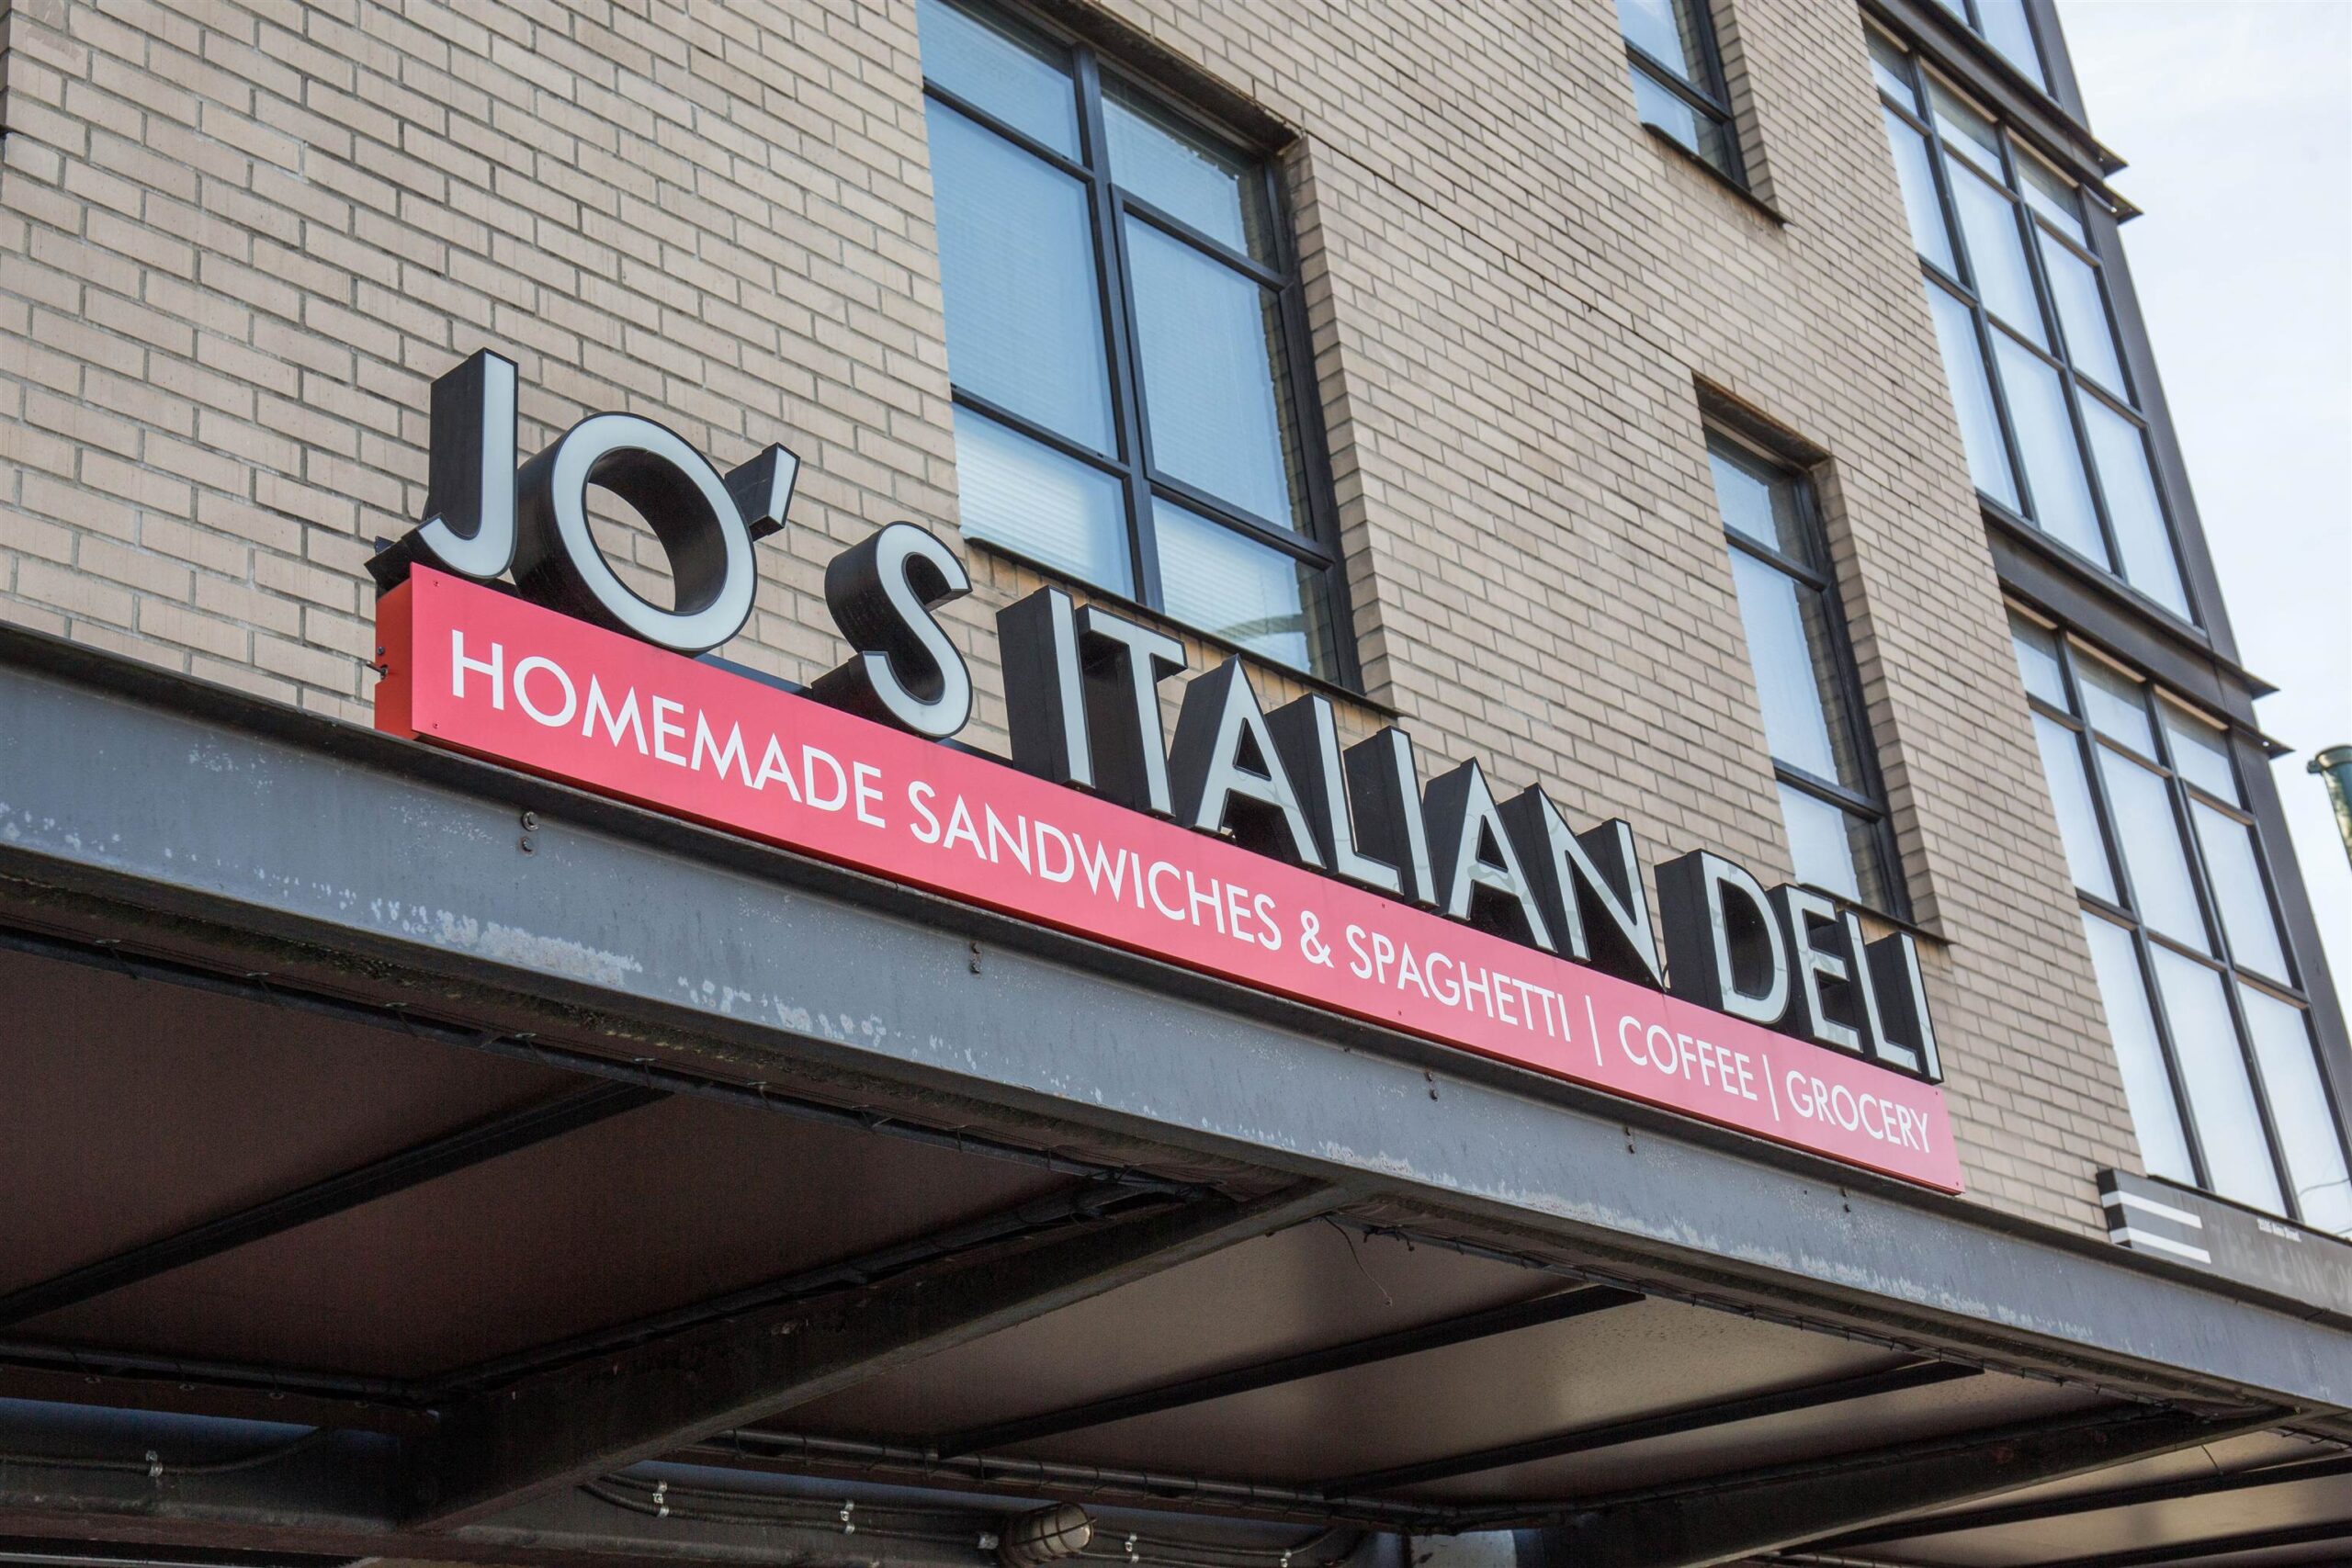 JO'S ITALIAN DELI
HOMEMADE SANDWICHES & SPAGHETTI | COFFEE | GROCERY